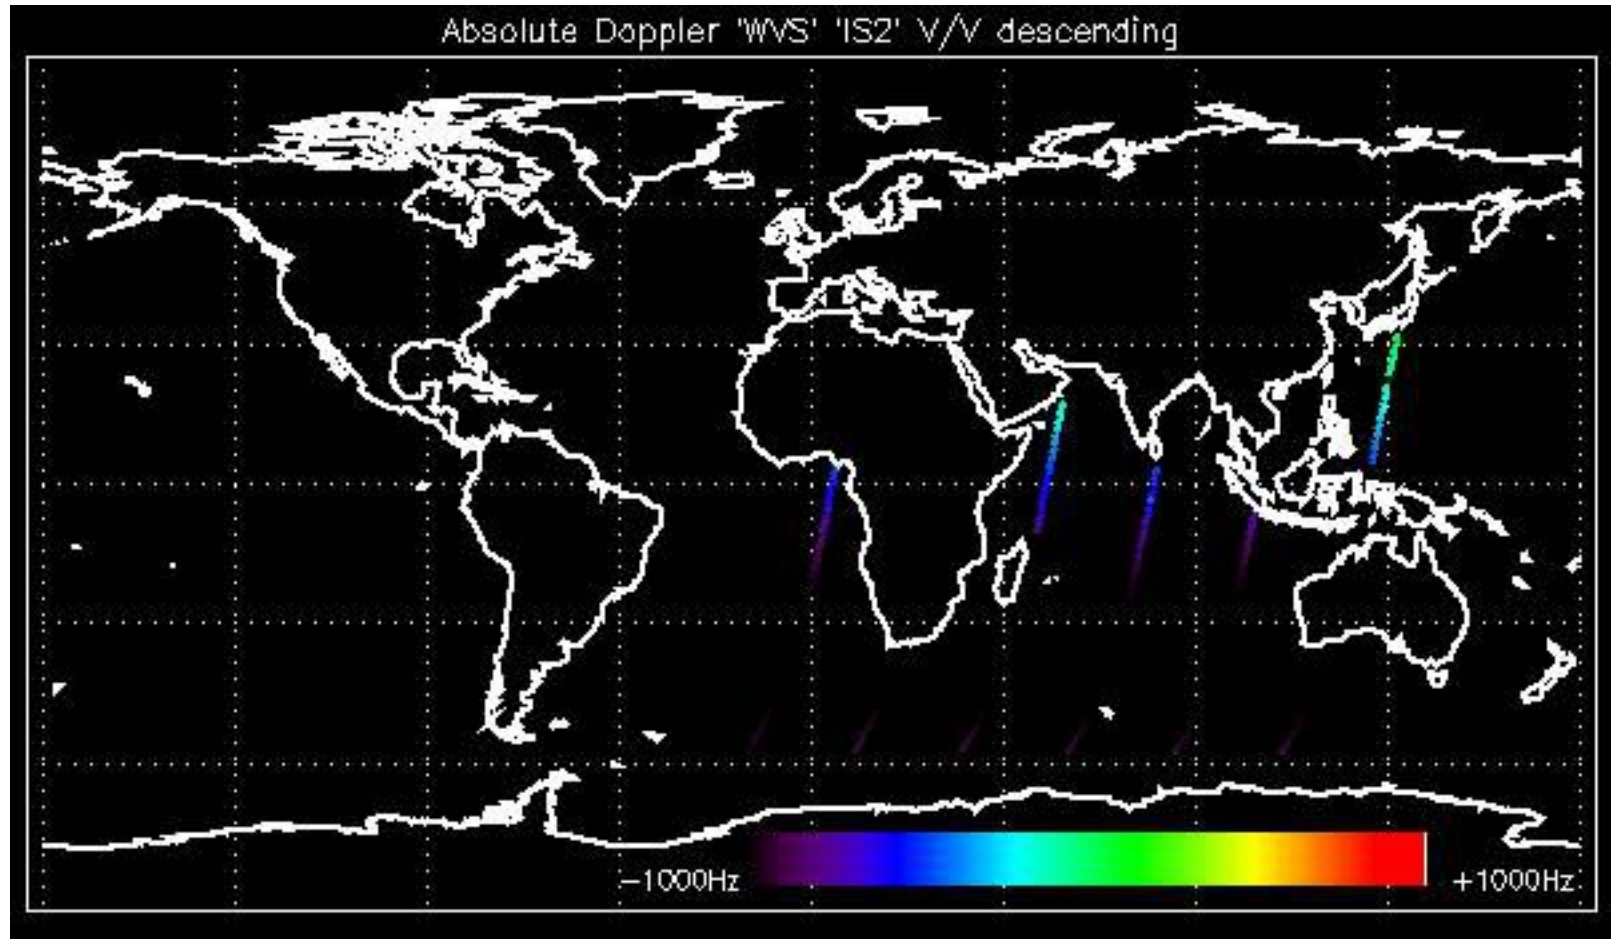 Absolute Doppler 'WVS' 'IS2' V/V descending
−1000Hz +1000Hz